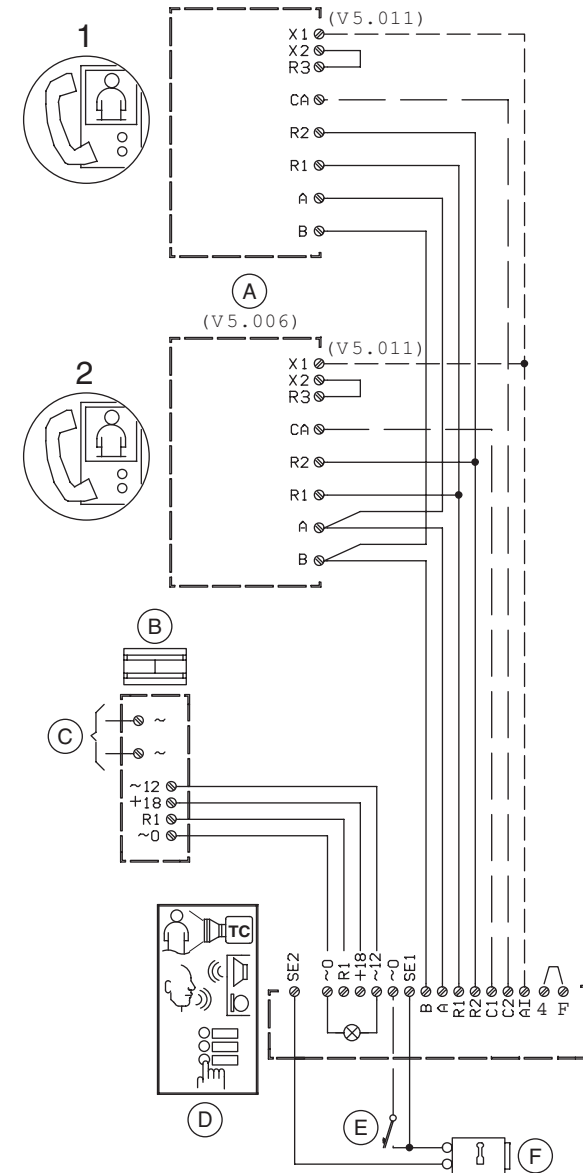 (V5.011)
1
X1
X2
R3
CA
R2
R1
A
B
A
(V5.006)
(V5.011)
2
X1
X2
R3
CA
R2
R1
A
B
B
C
~
~
~12
+18
R1
~0
TC
SE2
~0
R1
+18
~12
~0
SE1
B
A
R1
R2
C1
C2
AI
4
F
D
E
F